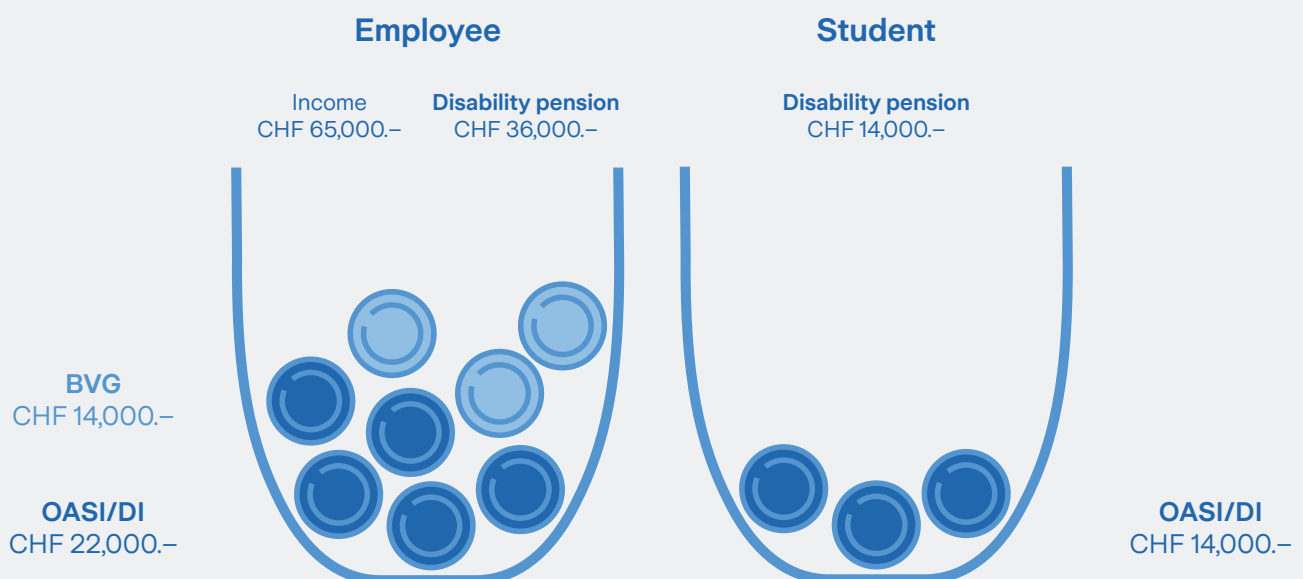 Employee
Student
Income
Disability pension
Disability pension
CHF 65,000.–
CHF 36,000.–
CHF 14,000.–
BVG
CHF 14,000.–
OASI/DI
CHF 22,000.–
OASI/DI
CHF 14,000.–